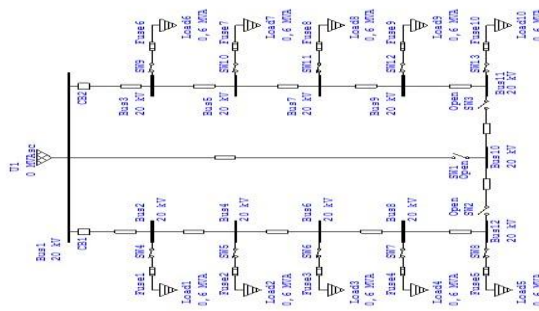 U1
0 MVAsc
Bus1
20 kV
CB1
CB2
Bus2
20 kV
Bus3
20 kV
Fuse1
SW4
SW9
Fuse6
Load1
0,6 MVA
Load6
0,6 MVA
Bus4
20 kV
Bus5
20 kV
Fuse2
SW5
SW10
Fuse7
Load2
0,6 MVA
Load7
0,6 MVA
Bus6
20 kV
Bus7
20 kV
Fuse3
SW6
SW11
Fuse8
Load3
0,6 MVA
Load8
0,6 MVA
Bus8
20 kV
Bus9
20 kV
Fuse4
SW7
SW12
Fuse9
Load4
0,6 MVA
Load9
0,6 MVA
SW1
Open
Open
SW2
Open
SW3
Fuse5
SW8
SW13
Fuse10
Bus12
20 kV
Bus10
20 kV
Bus11
20 kV
Load5
0,6 MVA
Load10
0,6 MVA